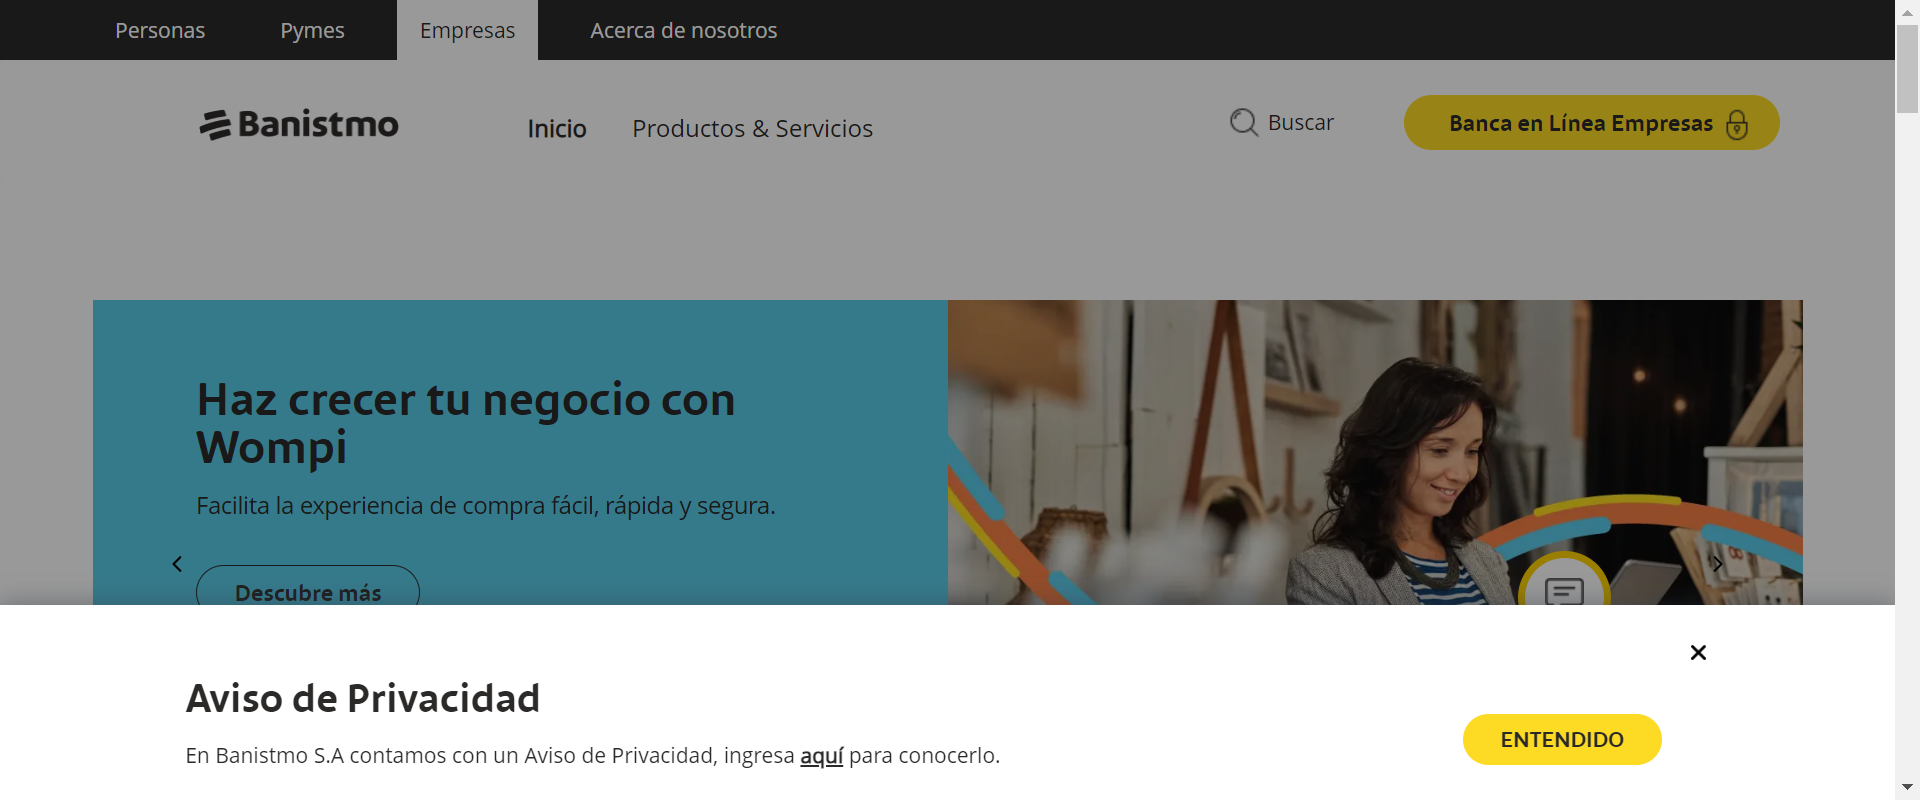 Personas Pymes Empresas Acerca de nosotros
Banistmo Inicio Productos & Servicios Buscar Banca en Línea Empresas
Haz crecer tu negocio con
Wompi
Facilita la experiencia de compra fácil, rápida y segura.
Descubre más
Aviso de Privacidad
En Banistmo S.A contamos con un Aviso de Privacidad, ingresa aquí para conocerlo.
ENTENDIDO